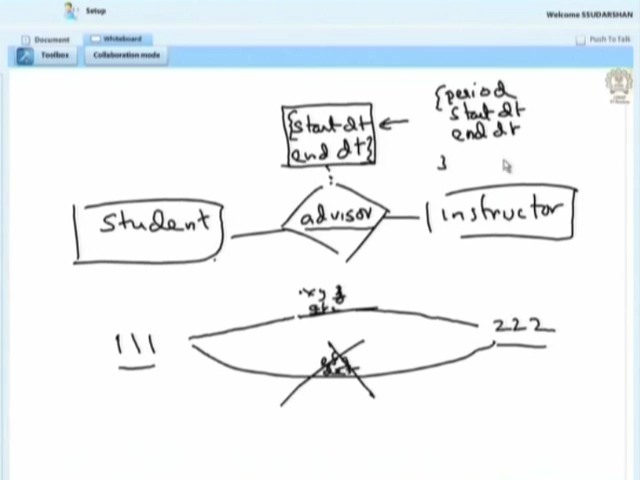 Setup
Welcome SSUDARSHAN
Document
Whiteboard
Push To Talk
Toolbox
Collaboration mode
{period
start dt
end dt
}
{start dt
end dt}
student
advisor
instructor
111
222